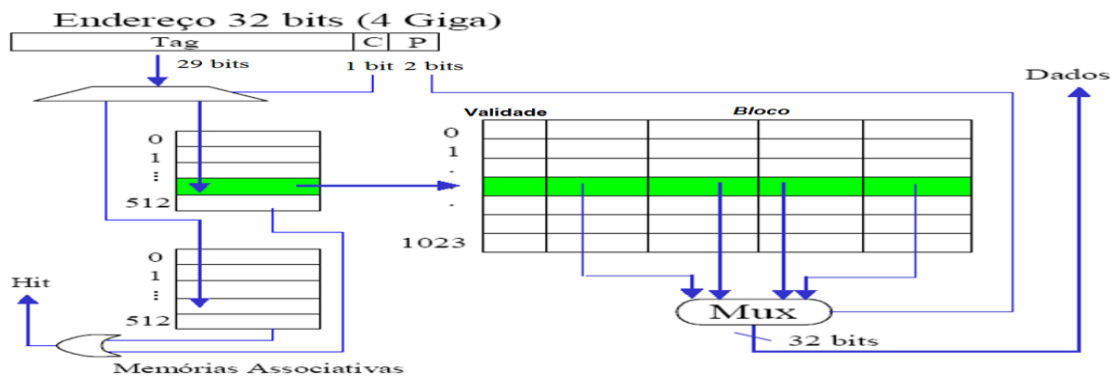 Endereço 32 bits (4 Giga)
Tag C P
29 bits 1 bit 2 bits
Dados
Validade Bloco
0
1
⋮
512
0
1
.
.
1023
0
1
⋮
512
Hit
Mux
32 bits
Memórias Associativas